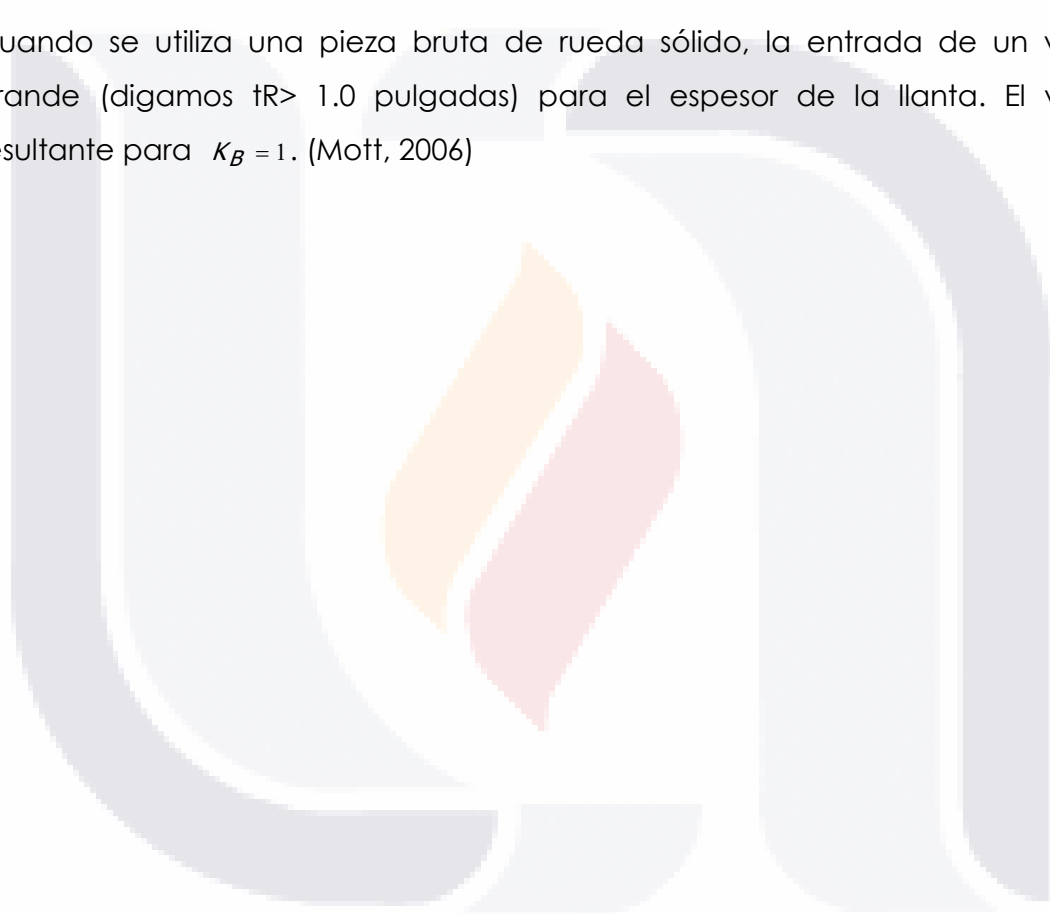 uando se utiliza una pieza bruta de rueda sólido, la entrada de un
rande (digamos tR> 1.0 pulgadas) para el espesor de la llanta. El
esultante para K_B = 1. (Mott, 2006)